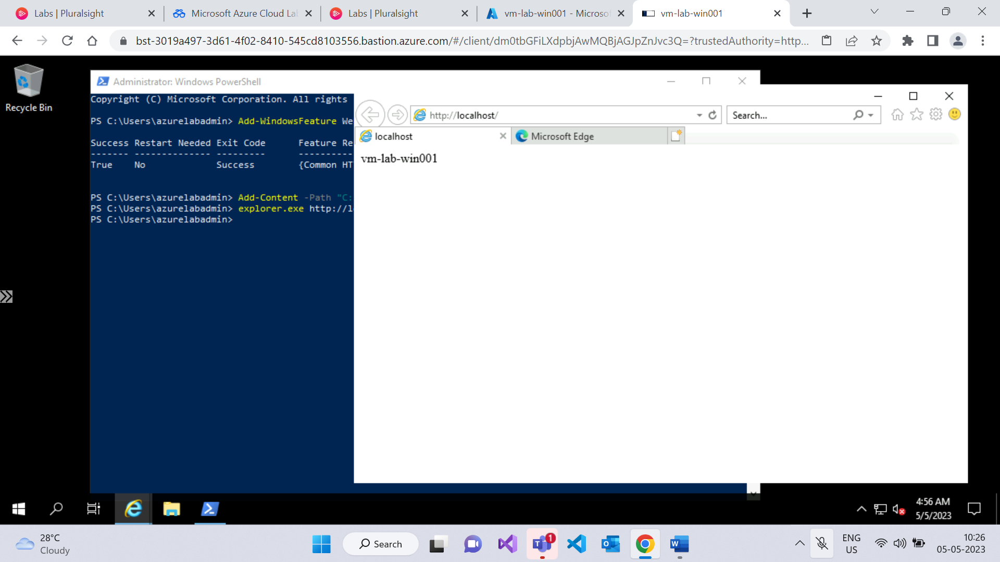 Labs | Pluralsight
Microsoft Azure Cloud La
Labs | Pluralsight
vm-lab-win001 - Microso
vm-lab-win001
bst-3019a497-3d61-4f02-8410-545cd8103556.bastion.azure.com/#/client/dm0tbGFiLXdpbjAwMQBjAGJpZnJvc3Q=?trustedAuthority=http...
Recycle Bin
Administrator: Windows PowerShell
Copyright (C) Microsoft Corporation. All rights
PS C:\Users\azurelabadmin> Add-WindowsFeature We
Success Restart Needed Exit Code      Feature Re
------- -------------- ---------      ----------
True    No             Success        {Common HT
PS C:\Users\azurelabadmin> Add-Content -Path "C:
PS C:\Users\azurelabadmin> explorer.exe http://l
PS C:\Users\azurelabadmin>
http://localhost/
Search...
localhost
Microsoft Edge
vm-lab-win001
4:56 AM
5/5/2023
28°C
Cloudy
Search
1
ENG
US
10:26
05-05-2023